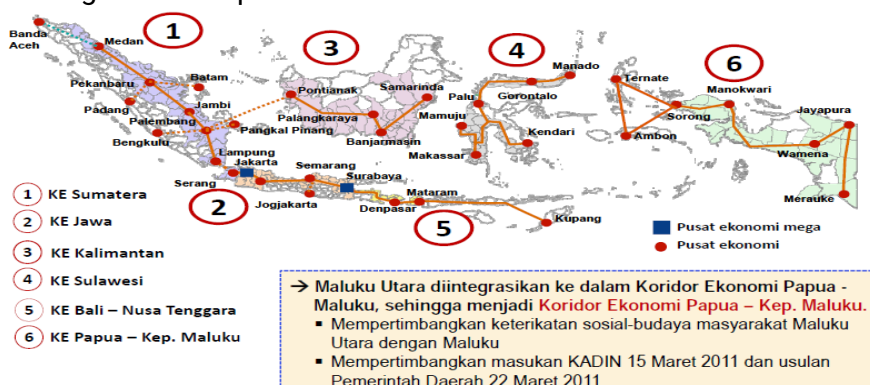 Banda
Aceh
Medan
1
Pekanbaru
Batam
Padang
Jambi
Palembang
Pangkal Pinang
Bengkulu
Lampung
Jakarta
Serang
2
Semarang
Surabaya
Jogjakarta
3
Pontianak
Samarinda
Palangkaraya
Banjarmasin
4
Manado
Palu
Gorontalo
Mamuju
Kendari
Makassar
Mataram
Denpasar
5
Kupang
6
Ternate
Manokwari
Sorong
Jayapura
Ambon
Wamena
Merauke
1 KE Sumatera
2 KE Jawa
3 KE Kalimantan
4 KE Sulawesi
5 KE Bali – Nusa Tenggara
6 KE Papua – Kep. Maluku
Pusat ekonomi mega
Pusat ekonomi
→ Maluku Utara diintegrasikan ke dalam Koridor Ekonomi Papua -
Maluku, sehingga menjadi Koridor Ekonomi Papua – Kep. Maluku.
▪ Mempertimbangkan keterikatan sosial-budaya masyarakat Maluku
Utara dengan Maluku
▪ Mempertimbangkan masukan KADIN 15 Maret 2011 dan usulan
Pemerintah Daerah 22 Maret 2011